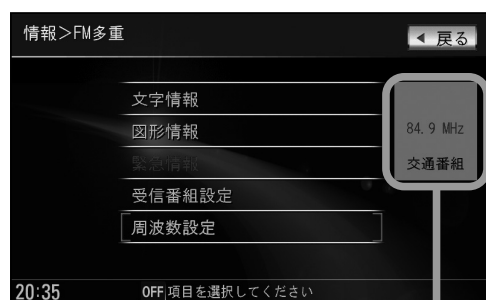 情報>FM多重
戻る
文字情報
図形情報
緊急情報
受信番組設定
周波数設定
84.9 MHz
交通番組
20:35
OFF 項目を選択してください